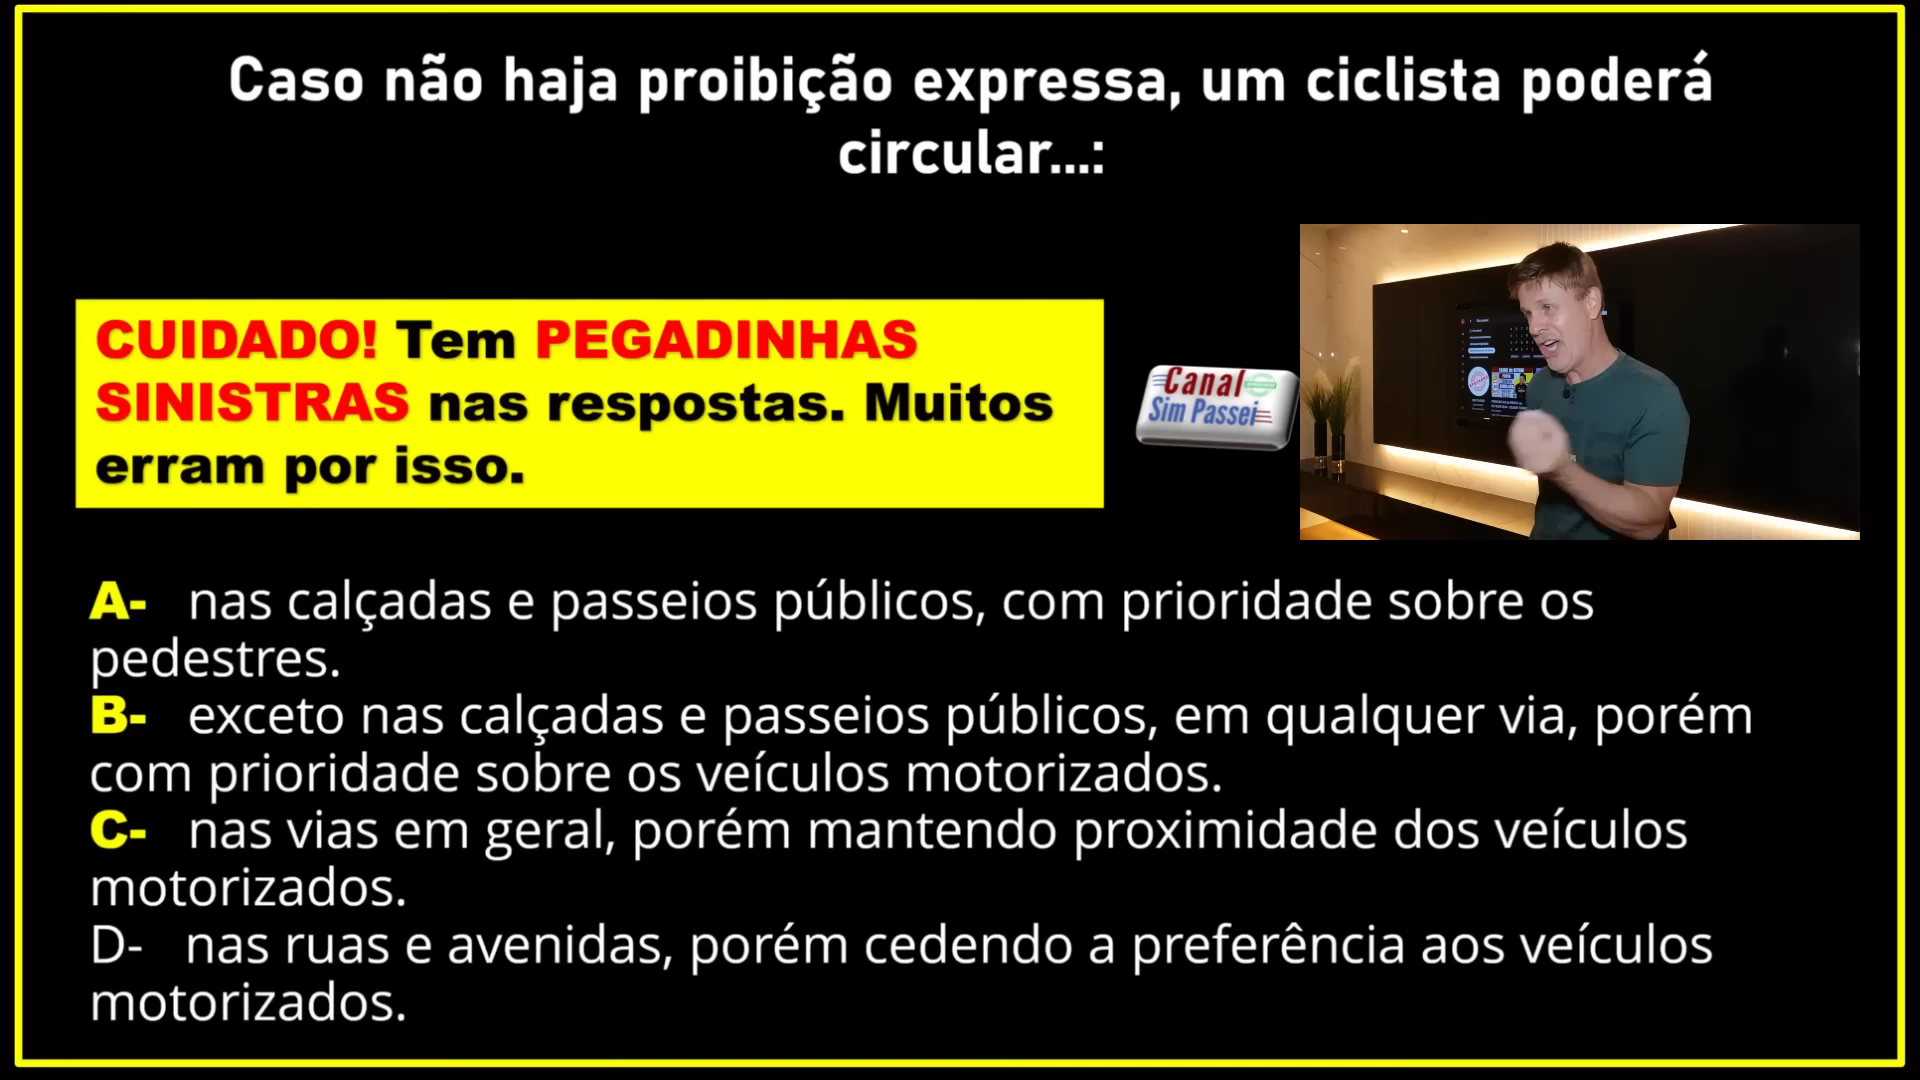 Caso não haja proibição expressa, um ciclista poderá
circular...:
CUIDADO! Tem PEGADINHAS
SINISTRAS nas respostas. Muitos
erram por isso.
Canal
Sim Passei
A- nas calçadas e passeios públicos, com prioridade sobre os
pedestres.
B- exceto nas calçadas e passeios públicos, em qualquer via, porém
com prioridade sobre os veículos motorizados.
C- nas vias em geral, porém mantendo proximidade dos veículos
motorizados.
D- nas ruas e avenidas, porém cedendo a preferência aos veículos
motorizados.